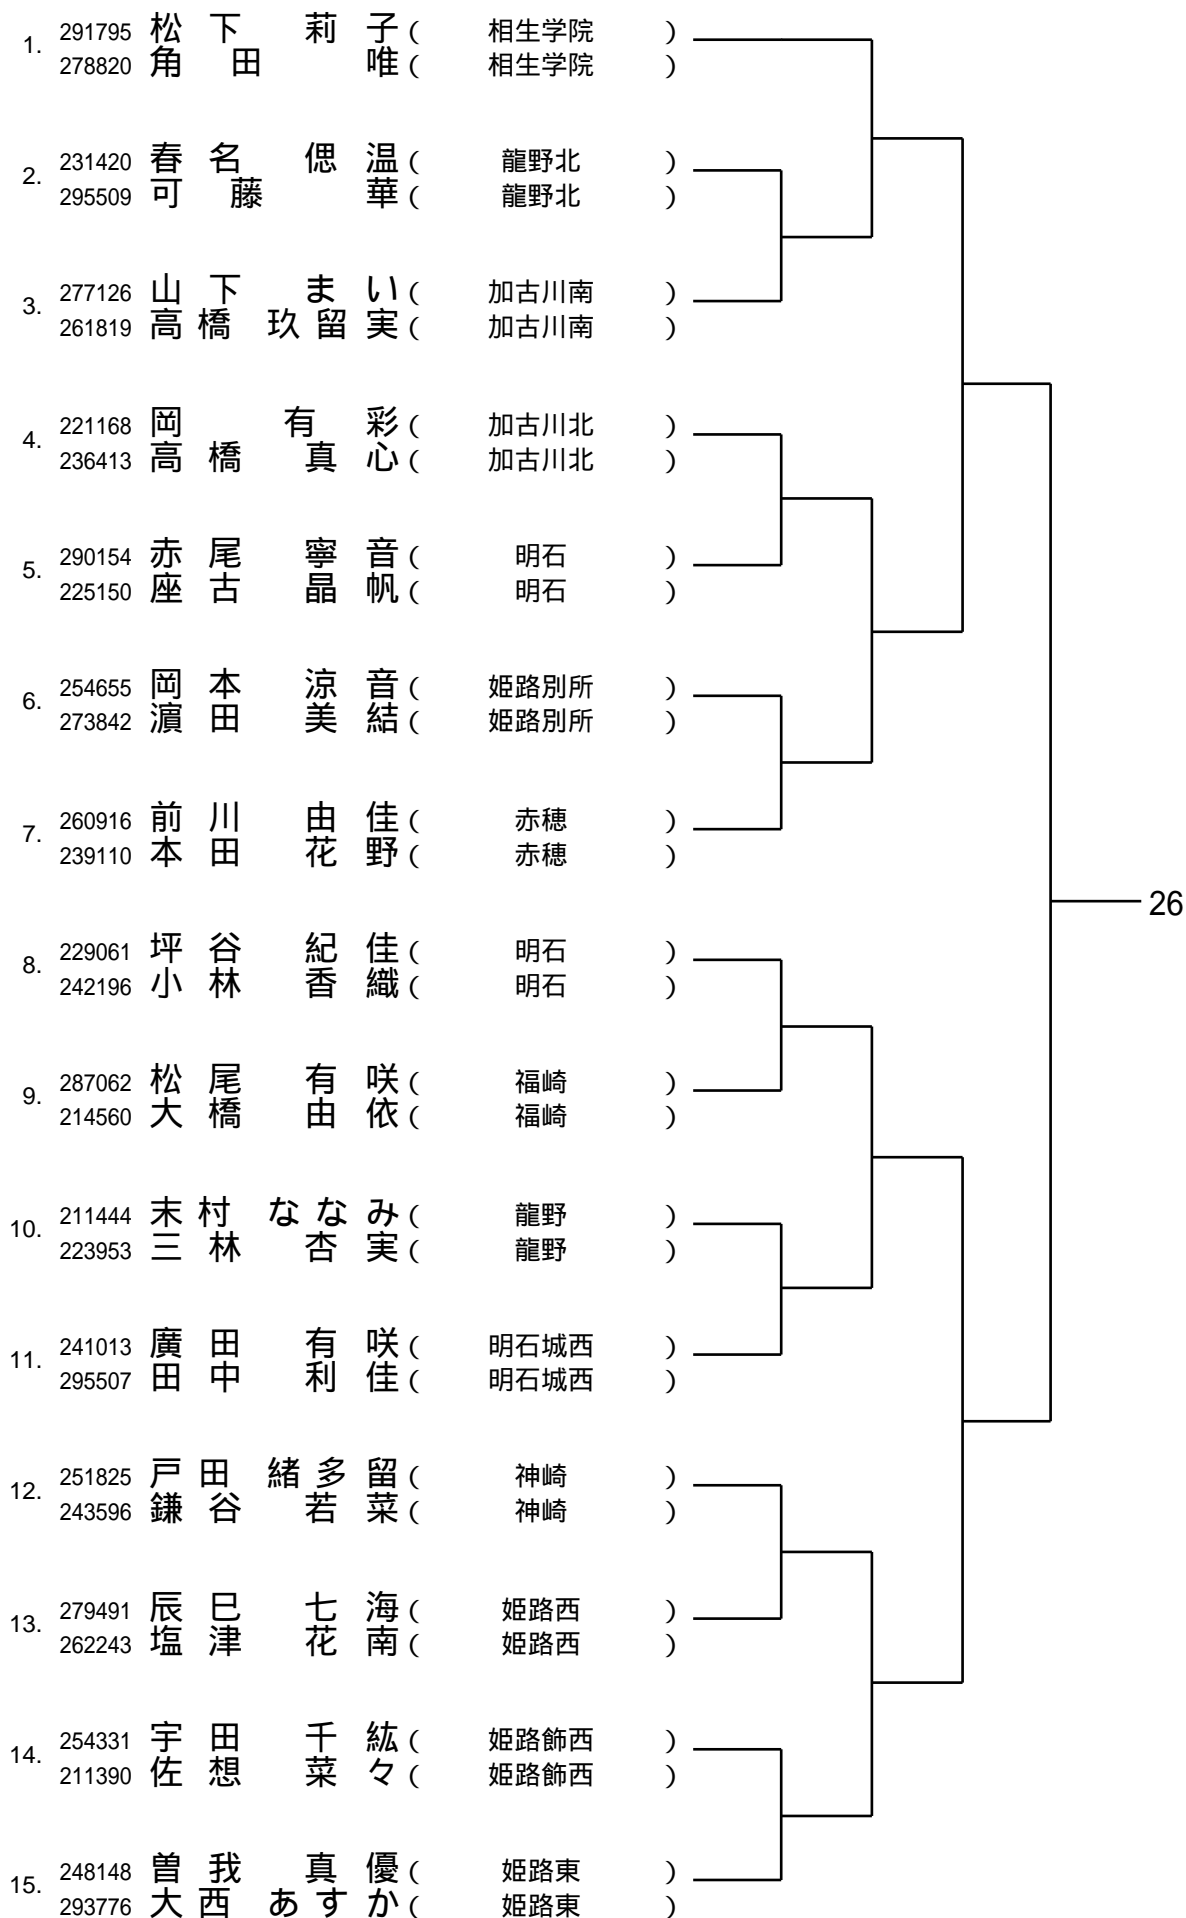 1. 291795 松下 莉子 ( 相生学院 )
278820 角田 唯 ( 相生学院 )
2. 231420 春名 偲温 ( 龍野北 )
295509 可藤 華 ( 龍野北 )
3. 277126 山下 まい ( 加古川南 )
261819 高橋 玖留実 ( 加古川南 )
4. 221168 岡 有彩 ( 加古川北 )
236413 高橋 真心 ( 加古川北 )
5. 290154 赤尾 寧音 ( 明石 )
225150 座古 晶帆 ( 明石 )
6. 254655 岡本 涼音 ( 姫路別所 )
273842 濵田 美結 ( 姫路別所 )
7. 260916 前川 由佳 ( 赤穂 )
239110 本田 花野 ( 赤穂 )
26
8. 229061 坪谷 紀佳 ( 明石 )
242196 小林 香織 ( 明石 )
9. 287062 松尾 有咲 ( 福崎 )
214560 大橋 由依 ( 福崎 )
10. 211444 末村 ななみ ( 龍野 )
223953 三林 杏実 ( 龍野 )
11. 241013 廣田 有咲 ( 明石城西 )
295507 田中 利佳 ( 明石城西 )
12. 251825 戸田 緒多留 ( 神崎 )
243596 鎌谷 若菜 ( 神崎 )
13. 279491 辰巳 七海 ( 姫路西 )
262243 塩津 花南 ( 姫路西 )
14. 254331 宇田 千紘 ( 姫路飾西 )
211390 佐想 菜々 ( 姫路飾西 )
15. 248148 曽我 真優 ( 姫路東 )
293776 大西 あすか ( 姫路東 )